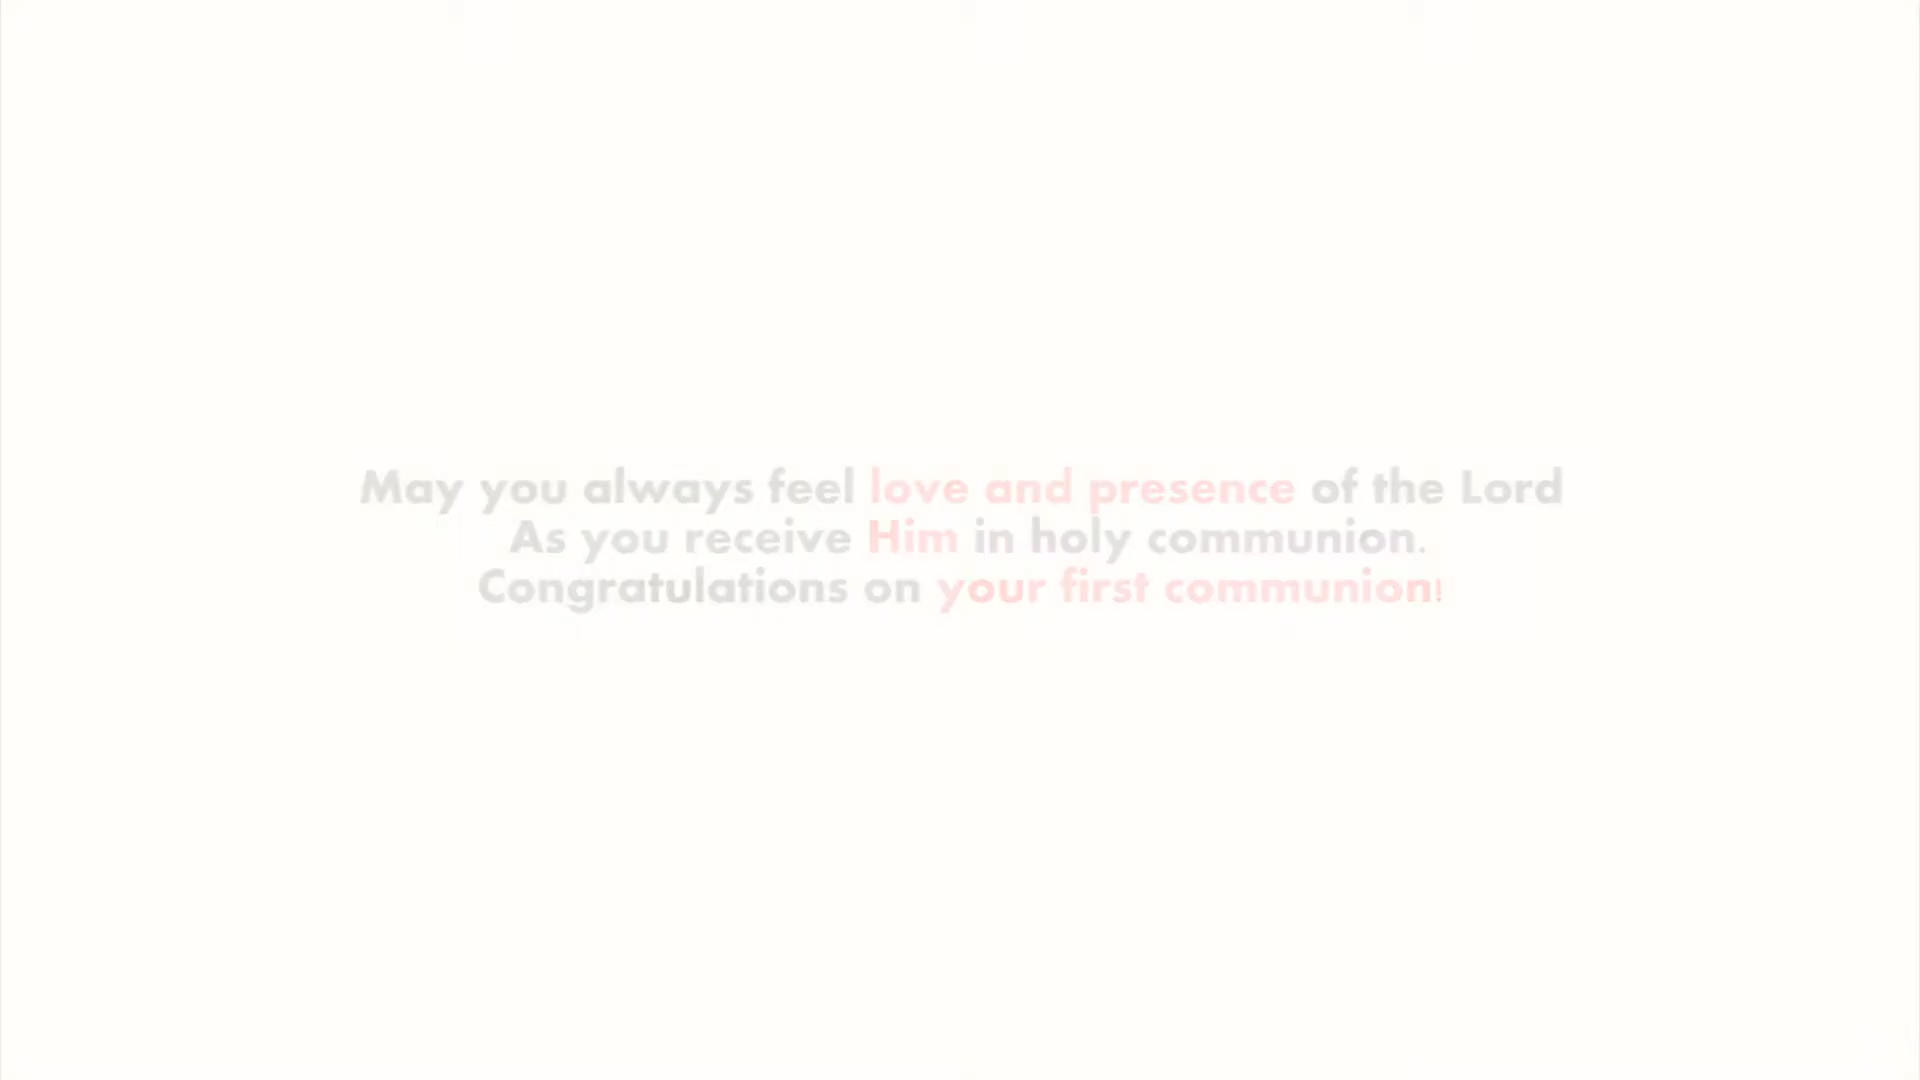 May you always feel love and presence of the Lord
As you receive Him in holy communion.
Congratulations on your first communion!